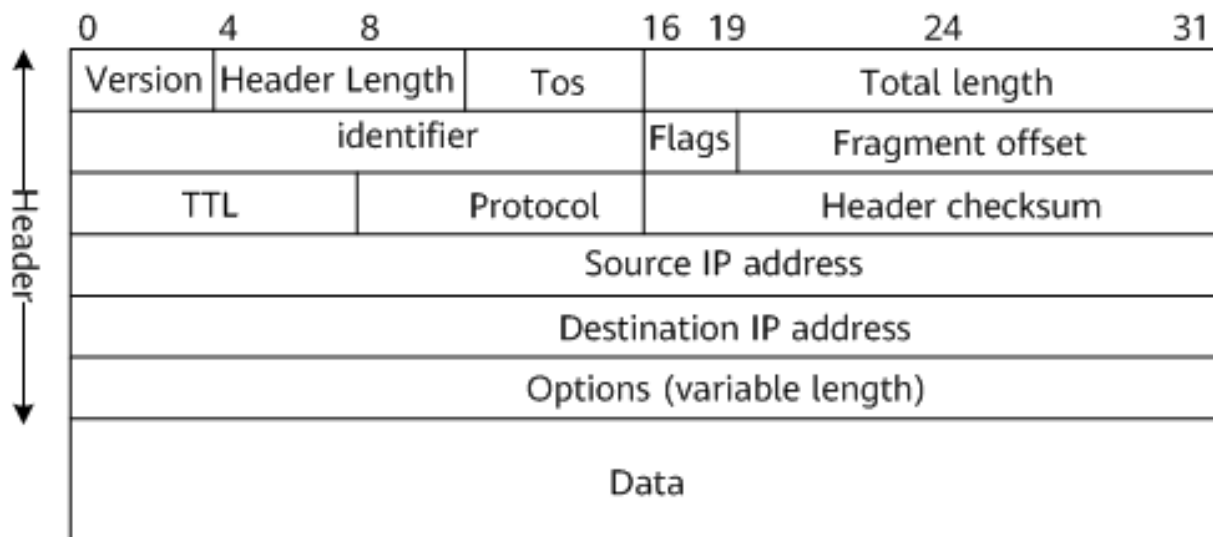 0 4 8 16 19 24 31
Version Header Length Tos Total length
identifier Flags Fragment offset
TTL Protocol Header checksum
Header
Source IP address
Destination IP address
Options (variable length)
Data